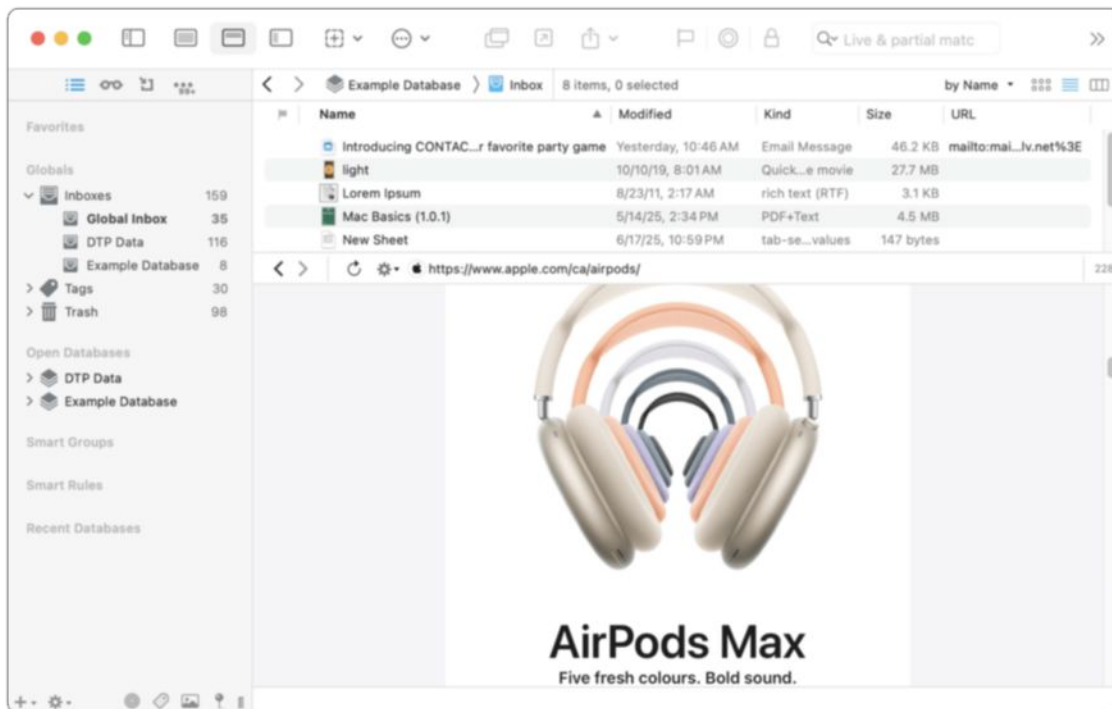 Live & partial matc
Example Database
Inbox
8 items, 0 selected
by Name
Favorites
Globals
Inboxes 159
Global Inbox 35
DTP Data 116
Example Database 8
Tags 30
Trash 98
Open Databases
DTP Data
Example Database
Smart Groups
Smart Rules
Recent Databases
Name Modified Kind Size URL
Introducing CONTAC...r favorite party game Yesterday, 10:46 AM Email Message 46.2 KB mailto:mai...lv.net%3E
light 10/10/19, 8:01 AM Quick...e movie 27.7 MB
Lorem Ipsum 8/23/11, 2:17 AM rich text (RTF) 3.1 KB
Mac Basics (1.0.1) 5/14/25, 2:34 PM PDF+Text 4.5 MB
New Sheet 6/17/25, 10:59 PM tab-se...values 147 bytes
https://www.apple.com/ca/airpods/ 228
AirPods Max
Five fresh colours. Bold sound.